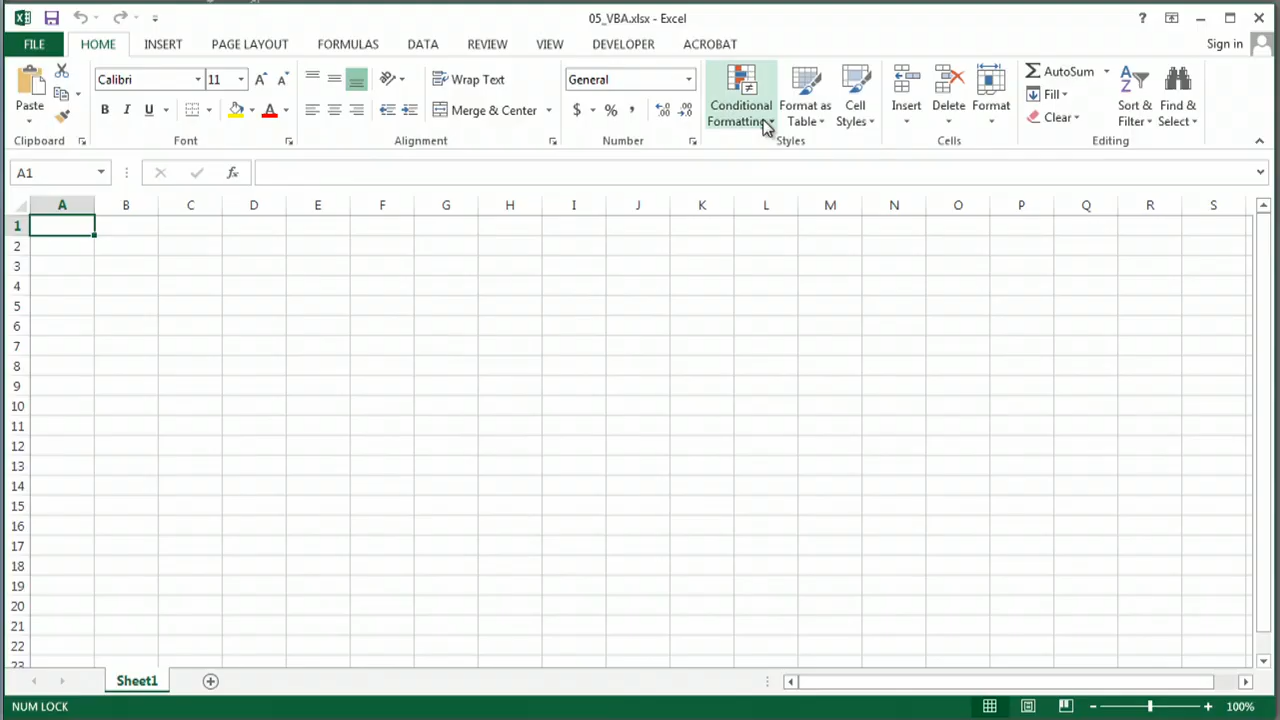 05_VBA.xlsx - Excel
?
FILE HOME INSERT PAGE LAYOUT FORMULAS DATA REVIEW VIEW DEVELOPER ACROBAT Sign in
Paste
Clipboard
Calibri 11 A A
B I U A
Font
Wrap Text
Merge & Center
Alignment
General
$ % ,
Number
Conditional Formatting
Format as Table
Cell Styles
Styles
Insert
Delete
Format
Cells
AutoSum
Fill
Clear
Sort & Filter
Find & Select
Editing
A1 fx
A B C D E F G H I J K L M N O P Q R S
1
2
3
4
5
6
7
8
9
10
11
12
13
14
15
16
17
18
19
20
21
22
23
Sheet1
NUM LOCK 100%